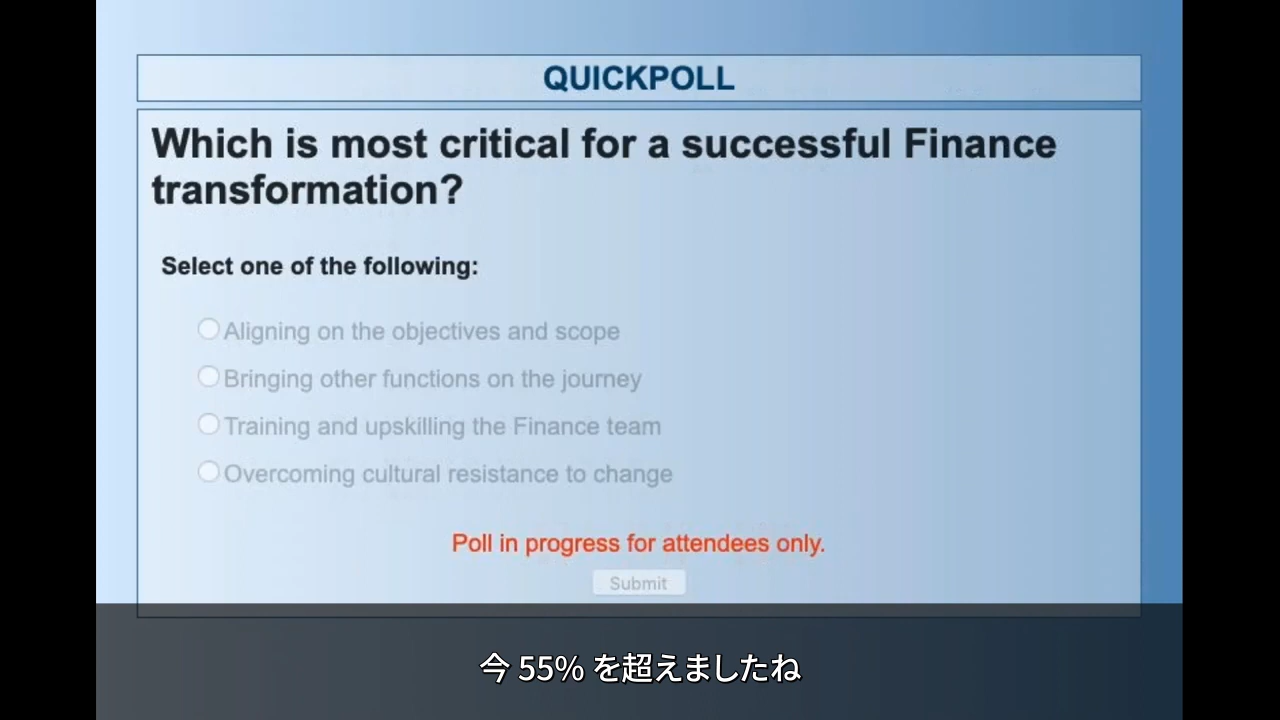 QUICKPOLL
Which is most critical for a successful Finance
transformation?
Select one of the following:
Aligning on the objectives and scope
Bringing other functions on the journey
Training and upskilling the Finance team
Overcoming cultural resistance to change
Poll in progress for attendees only.
Submit
今 55% を超えましたね